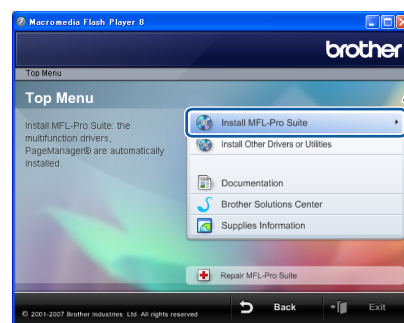 Macromedia Flash Player 8
brother
Top Menu
Top Menu
Install MFL-Pro Suite: the
multifunction drivers,
PageManager® are automatically
installed.
Install MFL-Pro Suite
Install Other Drivers or Utilities
Documentation
Brother Solutions Center
Supplies Information
Repair MFL-Pro Suite
© 2001-2007 Brother Industries Ltd. All rights reserved
Back
Exit